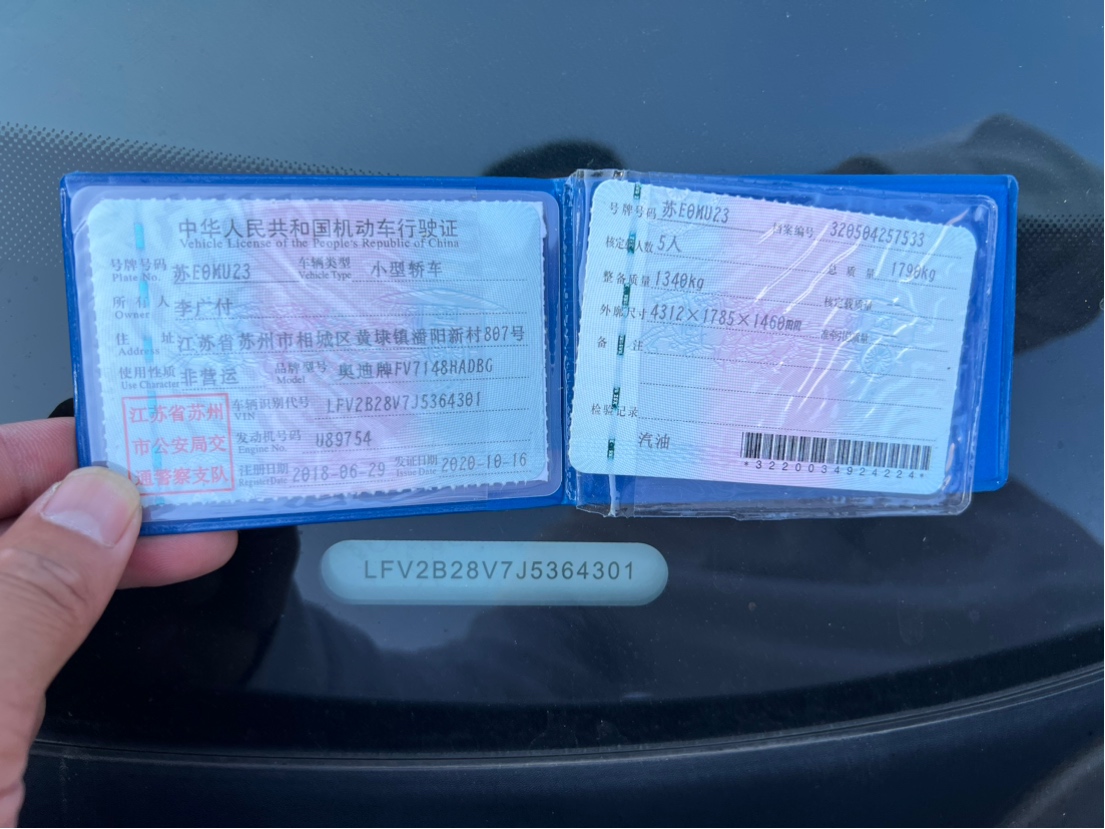 中华人民共和国机动车行驶证
Vehicle License of the People's Republic of China
号牌号码 苏E0MU23 车辆类型 小型轿车
Plate No. Vehicle Type
所有人 李广付
Owner
住址 江苏省苏州市相城区黄埭镇潘阳新村807号
Address
使用性质 非营运 品牌型号 奥迪牌FV7148HADBG
Use Character Model
江苏省苏州
市公安局交
通警察支队
车辆识别代号 LFV2B28V7J5364301
VIN
发动机号码 U89754
Engine No.
注册日期 2018-06-29 发证日期 2020-10-16
Register Date Issue Date
号牌号码 苏E0MU23 档案编号 320504257533
核定载人数 5人 总质量 1790kg
整备质量 1340kg 核定载质量
外廓尺寸 4312×1785×1460mm 准牵引总质量
备注
检验记录
汽油
*3220034924224*
LFV2B28V7J5364301